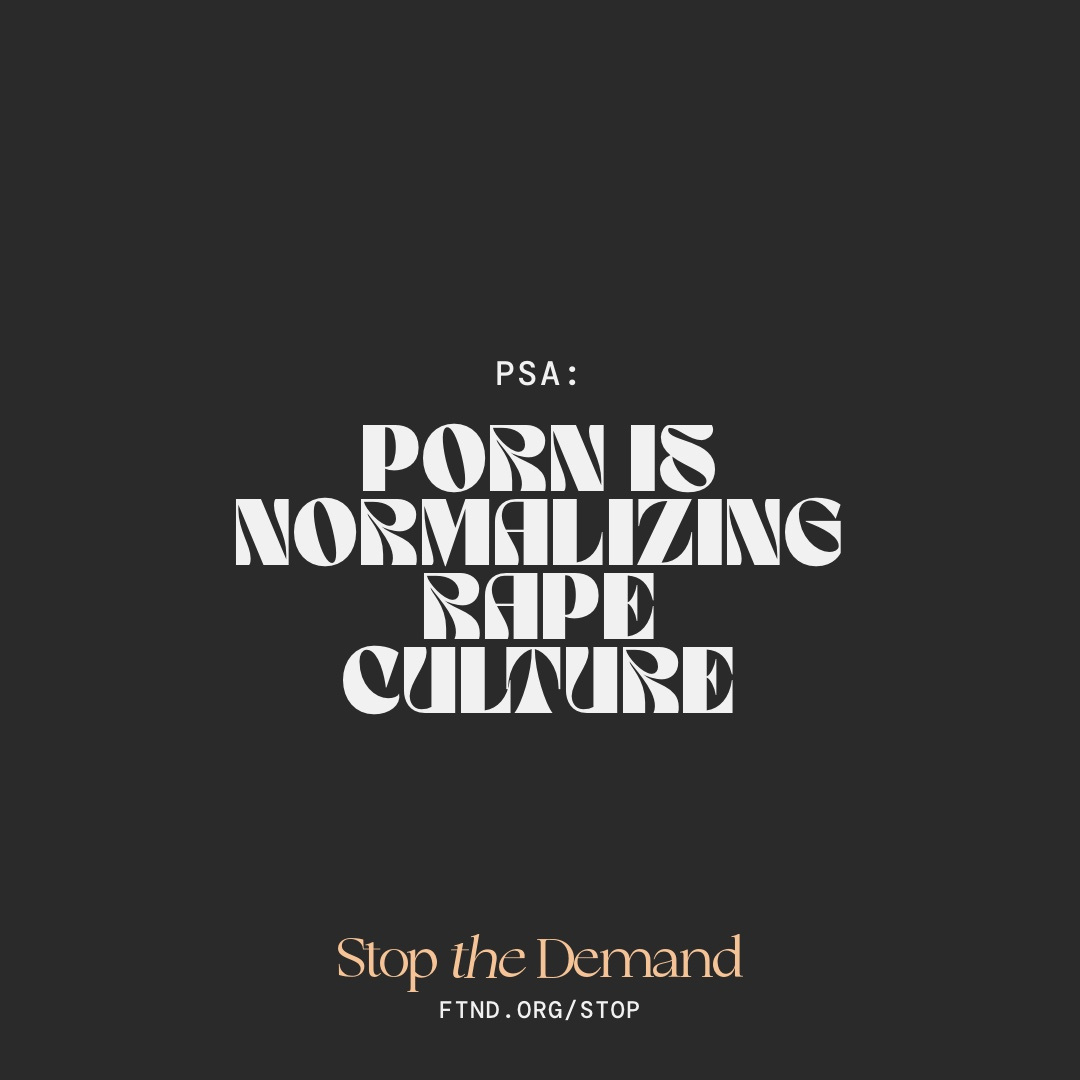 PSA:
PORN IS
NORMALIZING
RAPE
CULTURE
Stop the Demand
FTND.ORG/STOP